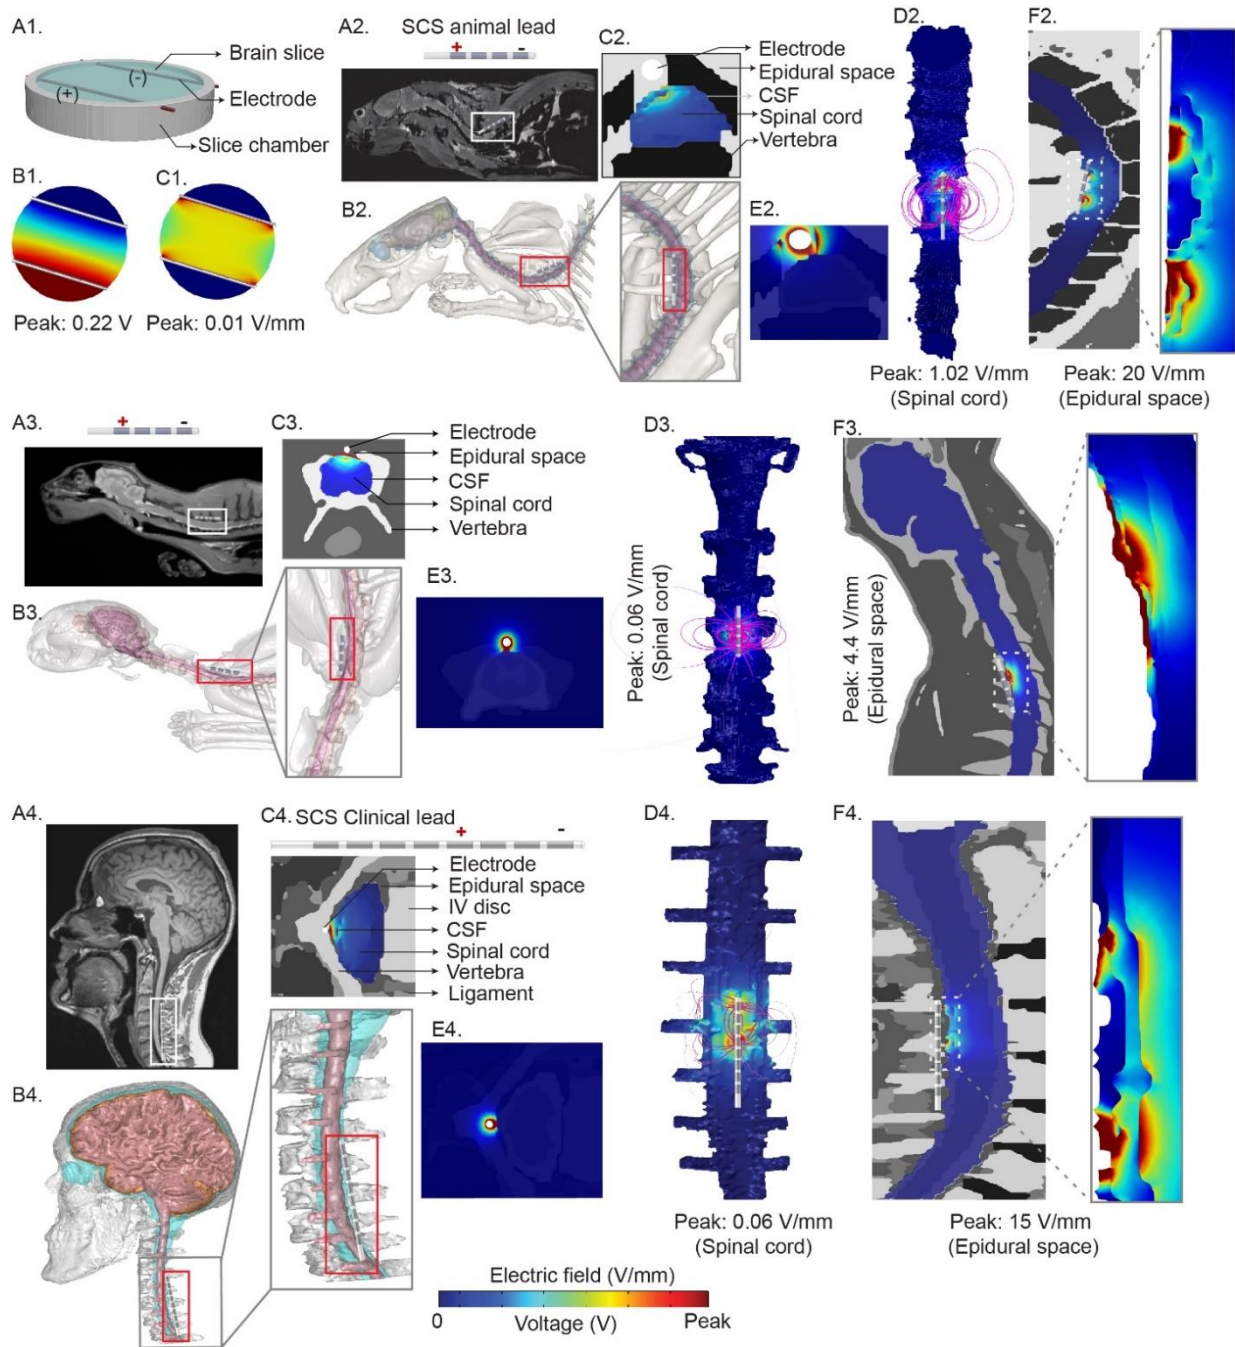 A1.
Brain slice
(-)
(+)
Electrode
Slice chamber
B1.
C1.
Peak: 0.22 V
Peak: 0.01 V/mm
A2.
SCS animal lead
+
-
B2.
C2.
Electrode
Epidural space
CSF
Spinal cord
Vertebra
E2.
D2.
Peak: 1.02 V/mm
(Spinal cord)
F2.
Peak: 20 V/mm
(Epidural space)
A3.
+
-
B3.
C3.
Electrode
Epidural space
CSF
Spinal cord
Vertebra
E3.
D3.
Peak: 0.06 V/mm
(Spinal cord)
F3.
Peak: 4.4 V/mm
(Epidural space)
A4.
B4.
C4.
SCS Clinical lead
+
-
Electrode
Epidural space
IV disc
CSF
Spinal cord
Vertebra
Ligament
E4.
D4.
Peak: 0.06 V/mm
(Spinal cord)
F4.
Peak: 15 V/mm
(Epidural space)
Electric field (V/mm)
0
Voltage (V)
Peak